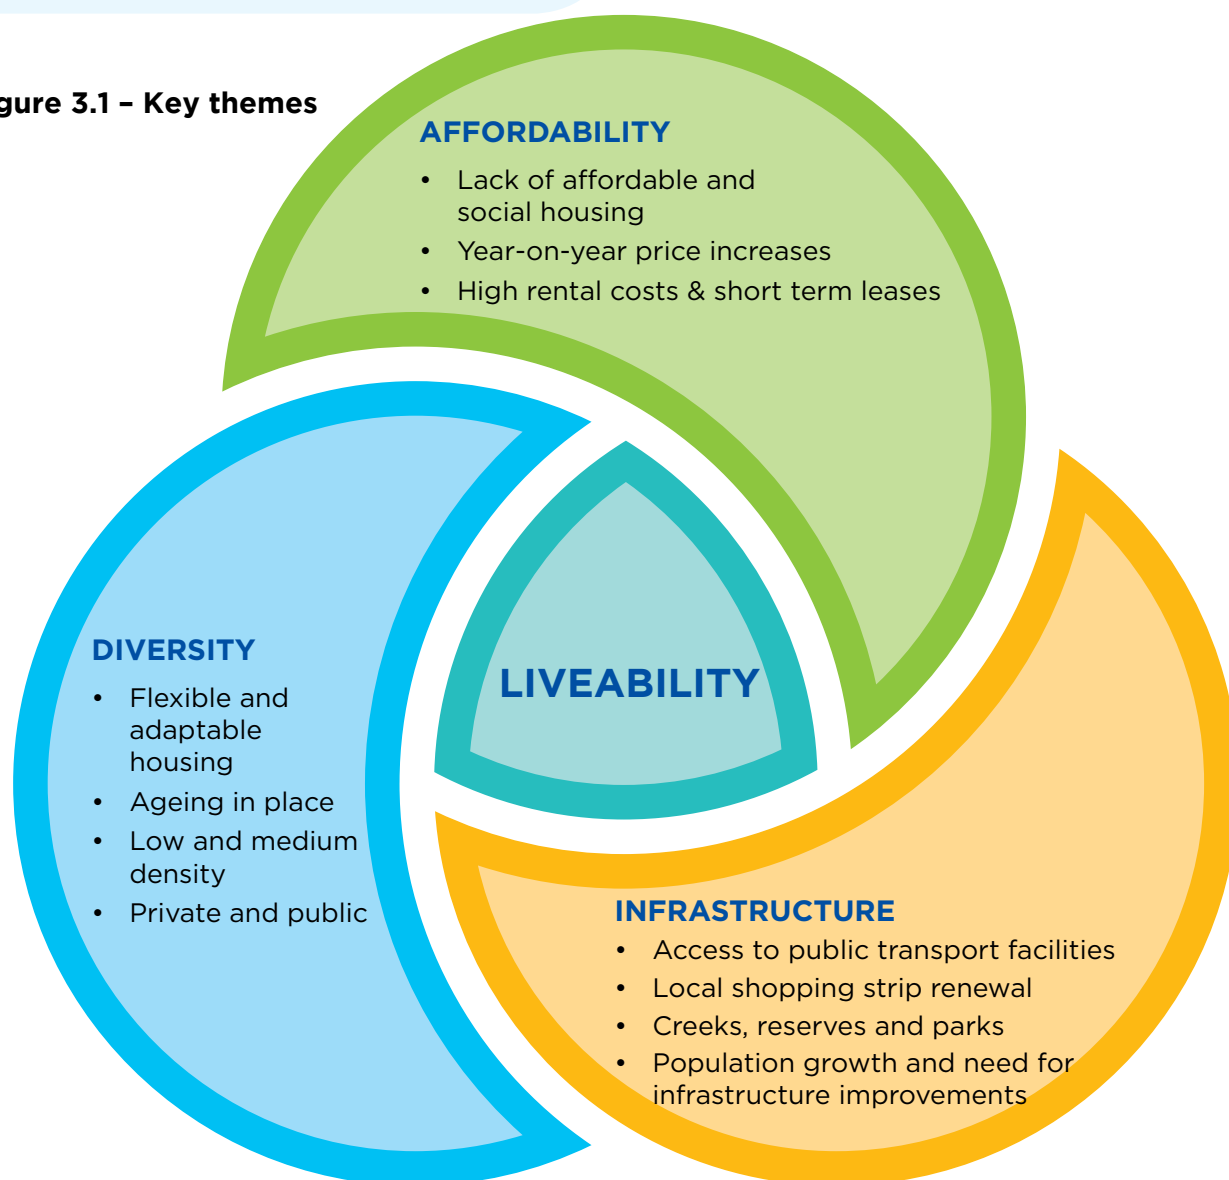 gure 3.1 – Key themes
AFFORDABILITY
• Lack of affordable and
social housing
• Year-on-year price increases
• High rental costs & short term leases
DIVERSITY
• Flexible and
adaptable
housing
• Ageing in place
• Low and medium
density
• Private and public
LIVEABILITY
INFRASTRUCTURE
• Access to public transport facilities
• Local shopping strip renewal
• Creeks, reserves and parks
• Population growth and need for
infrastructure improvements